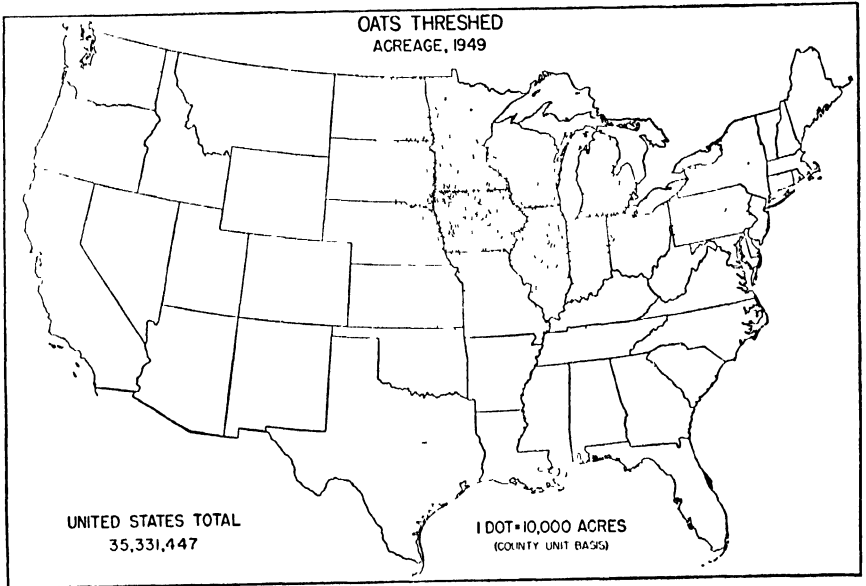 OATS THRESHED
ACREAGE, 1949
UNITED STATES TOTAL
35,331,447
1 DOT=10,000 ACRES
(COUNTY UNIT BASIS)